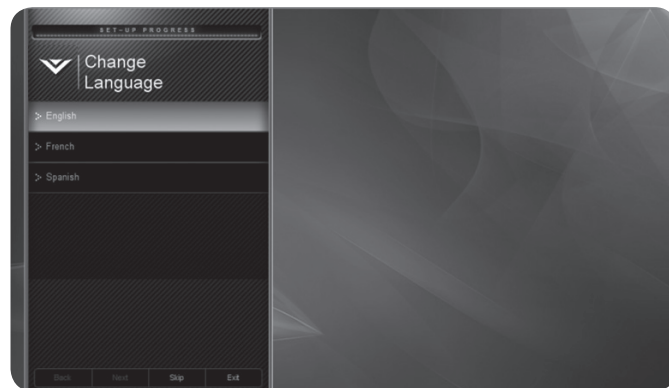 SET-UP PROGRESS
Change
Language
> English
> French
> Spanish
Back Next Skip Exit